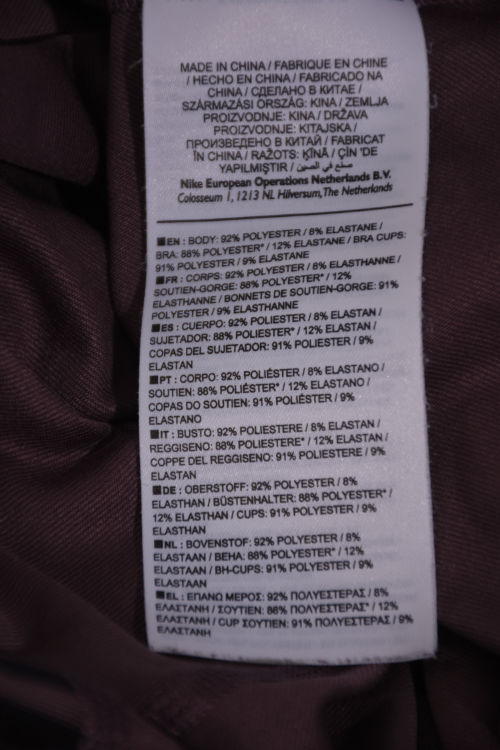 MADE IN CHINA / FABRIQUE EN CHINE
/ HECHO EN CHINA / FABRICADO NA
CHINA / СДЕЛАНО В КИТАЕ /
SZÁRMAZÁSI ORSZÁG: KINA / ZEMLJA
PROIZVODNJE: KINA / DRŽAVA
PROIZVODNJE: KITAJSKA /
ПРОИЗВЕДЕНО В КИТАЙ / FABRICAT
ÎN CHINA / RAŽOTS: ĶĪNĀ / ÇİN 'DE
YAPILMIŞTIR / صنع في الصين
Nike European Operations Netherlands B.V.
Colosseum 1, 1213 NL Hilversum, The Netherlands
■EN : BODY: 92% POLYESTER / 8% ELASTANE /
BRA: 88% POLYESTER* / 12% ELASTANE / BRA CUPS:
91% POLYESTER / 9% ELASTANE
■FR : CORPS: 92% POLYESTER / 8% ELASTHANNE /
SOUTIEN-GORGE: 88% POLYESTER* / 12%
ELASTHANNE / BONNETS DE SOUTIEN-GORGE: 91%
POLYESTER / 9% ELASTHANNE
■ES : CUERPO: 92% POLIESTER / 8% ELASTAN /
SUJETADOR: 88% POLIESTER* / 12% ELASTAN /
COPAS DEL SUJETADOR: 91% POLIESTER / 9%
ELASTAN
■PT : CORPO: 92% POLIÉSTER / 8% ELASTANO /
SOUTIEN: 88% POLIÉSTER* / 12% ELASTANO /
COPAS DO SOUTIEN: 91% POLIÉSTER / 9%
ELASTANO
■IT : BUSTO: 92% POLIESTERE / 8% ELASTAN /
REGGISENO: 88% POLIESTERE* / 12% ELASTAN /
COPPE DEL REGGISENO: 91% POLIESTERE / 9%
ELASTAN
■DE : OBERSTOFF: 92% POLYESTER / 8%
ELASTHAN / BÜSTENHALTER: 88% POLYESTER* /
12% ELASTHAN / CUPS: 91% POLYESTER / 9%
ELASTHAN
■NL : BOVENSTOF: 92% POLYESTER / 8%
ELASTAAN / BEHA: 88% POLYESTER* / 12%
ELASTAAN / BH-CUPS: 91% POLYESTER / 9%
ELASTAAN
■EL : ΕΠΑΝΩ ΜΕΡΟΣ: 92% ΠΟΛΥΕΣΤΕΡΑΣ / 8%
ΕΛΑΣΤΑΝΗ / ΣΟΥΤΙΕΝ: 88% ΠΟΛΥΕΣΤΕΡΑΣ* / 12%
ΕΛΑΣΤΑΝΗ / CUP ΣΟΥΤΙΕΝ: 91% ΠΟΛΥΕΣΤΕΡΑΣ / 9%
ΕΛΑΣΤΑΝΗ